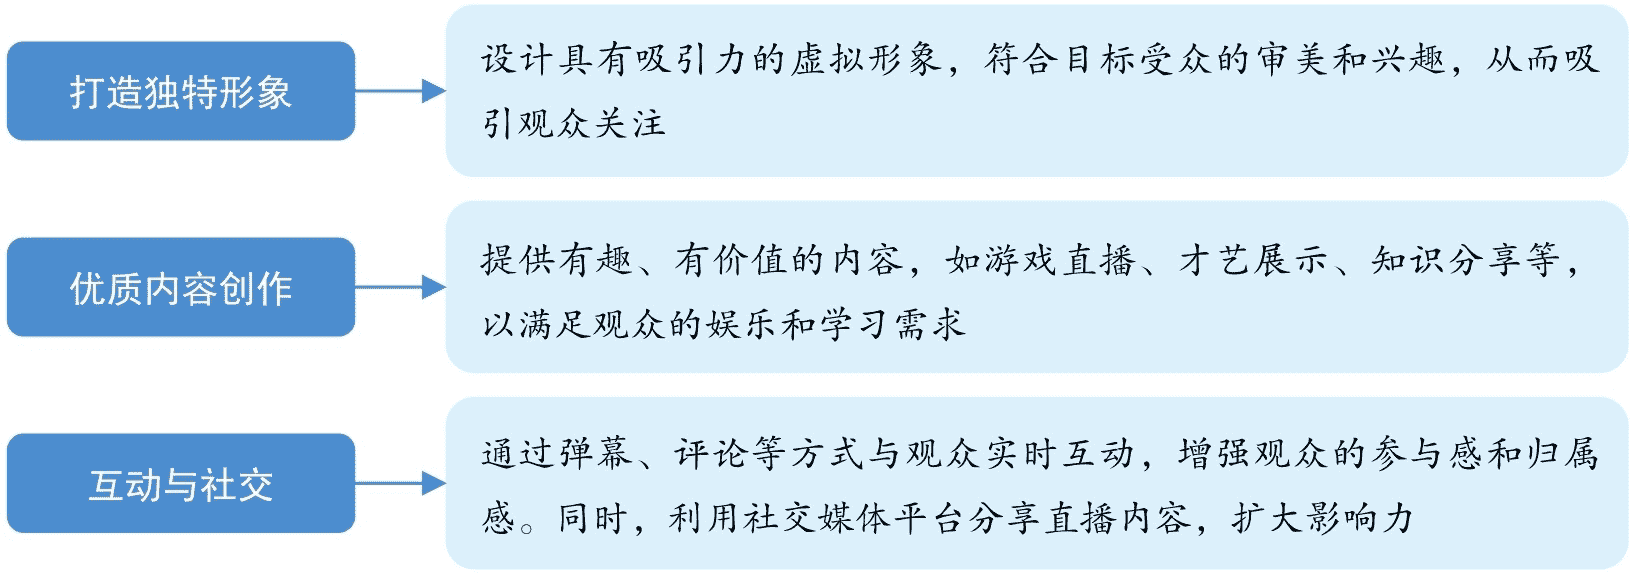 打造独特形象
设计具有吸引力的虚拟形象，符合目标受众的审美和兴趣，从而吸
引观众关注
优质内容创作
提供有趣、有价值的内容，如游戏直播、才艺展示、知识分享等，
以满足观众的娱乐和学习需求
互动与社交
通过弹幕、评论等方式与观众实时互动，增强观众的参与感和归属
感。同时，利用社交媒体平台分享直播内容，扩大影响力